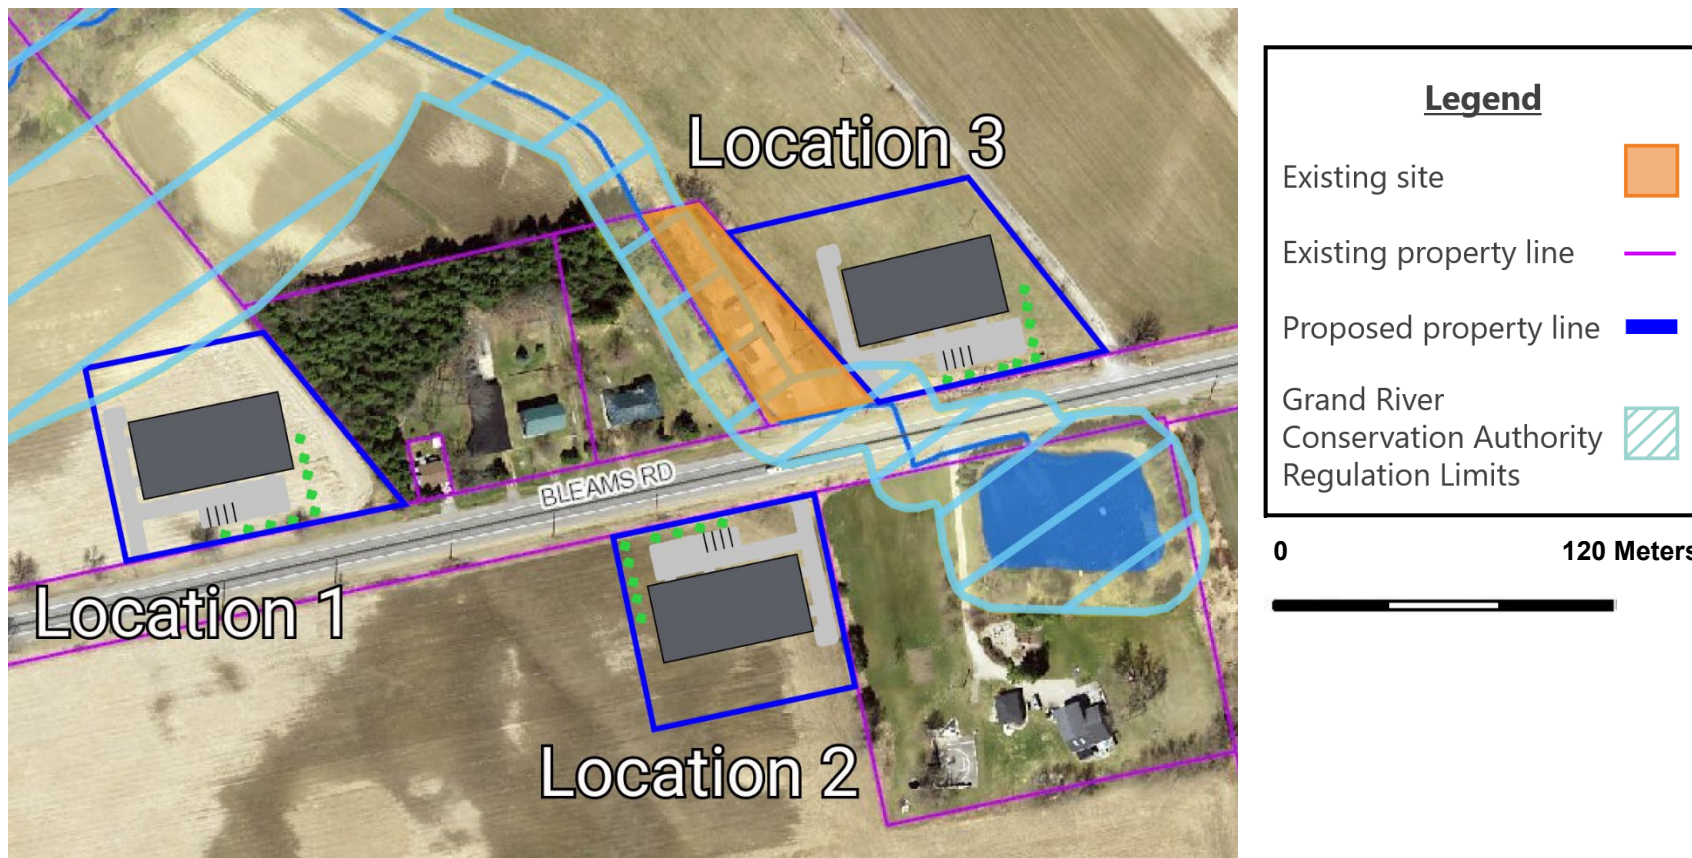 Location 3
BLEAMS RD
Location 1
Location 2
Legend
Existing site
Existing property line
Proposed property line
Grand River
Conservation Authority
Regulation Limits
0 120 Meters